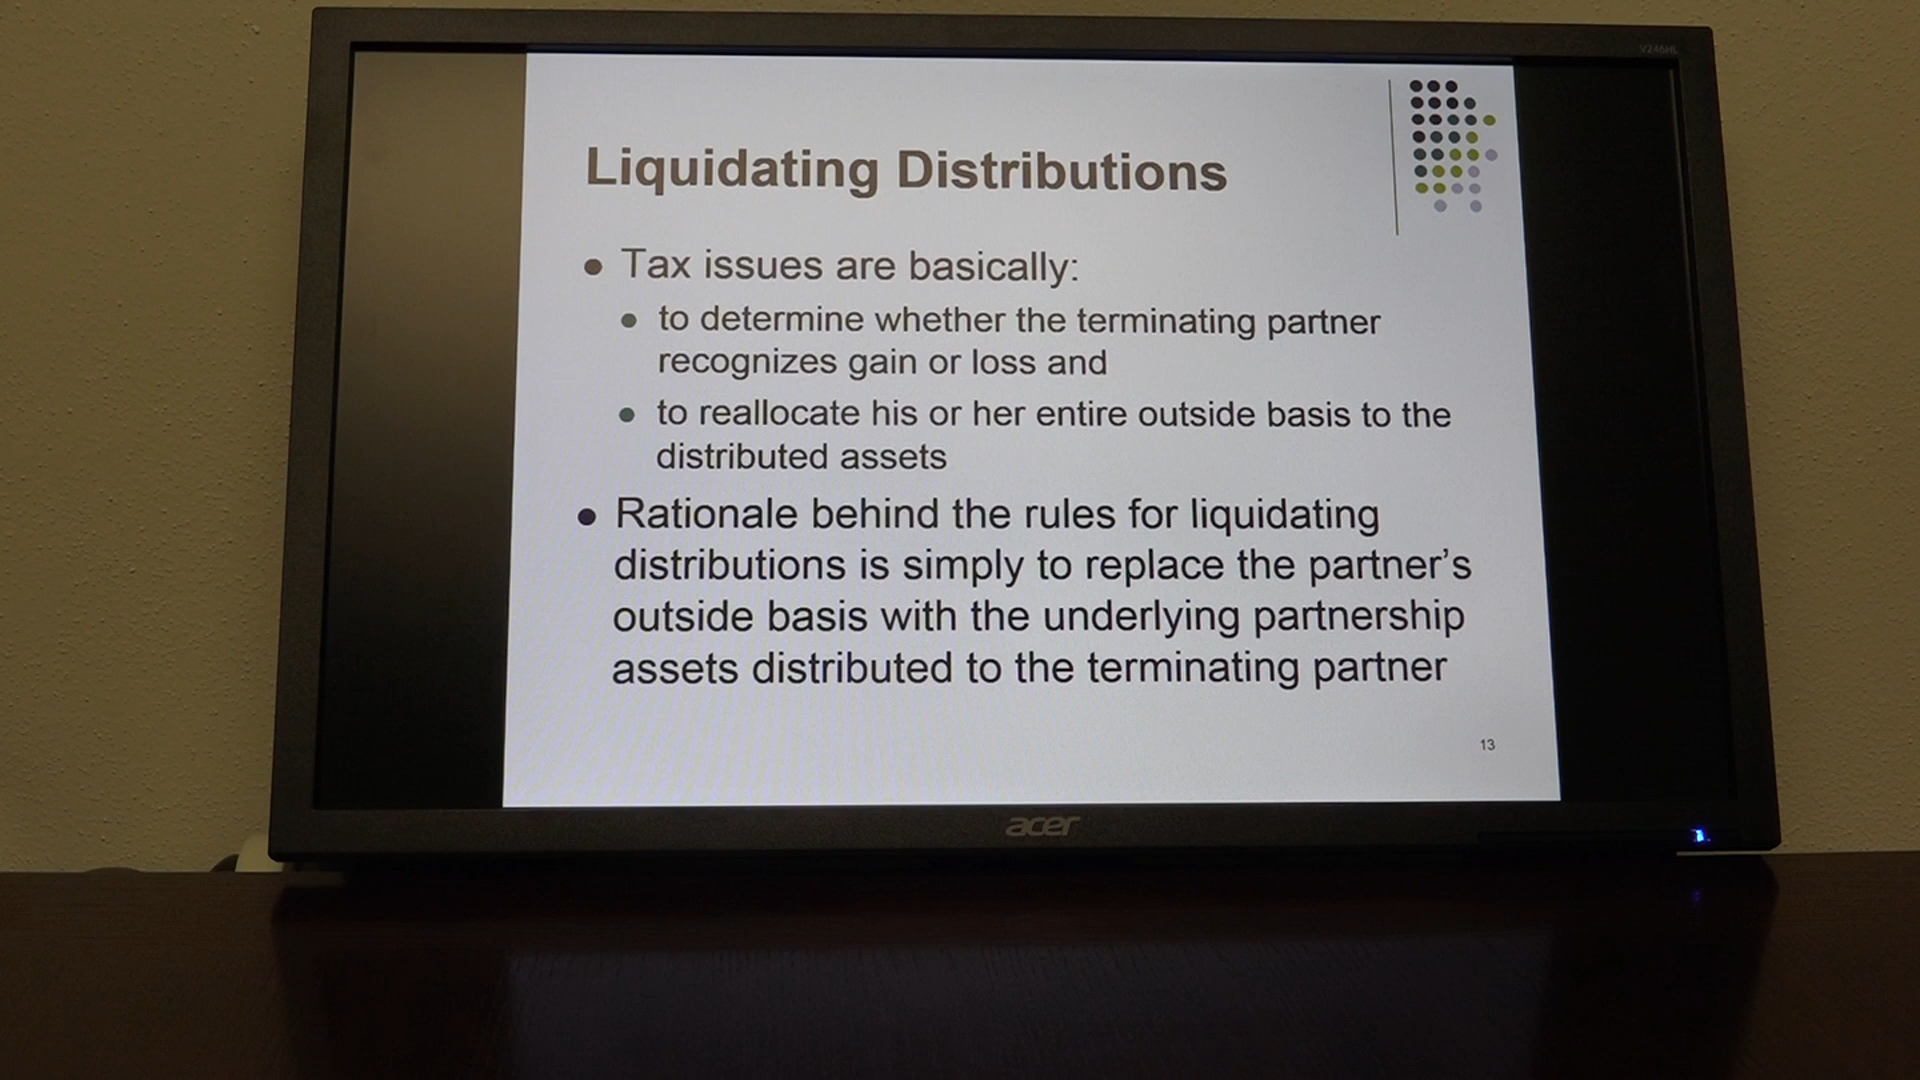 V246HL
Liquidating Distributions
• Tax issues are basically:
• to determine whether the terminating partner
recognizes gain or loss and
• to reallocate his or her entire outside basis to the
distributed assets
• Rationale behind the rules for liquidating
distributions is simply to replace the partner’s
outside basis with the underlying partnership
assets distributed to the terminating partner
13
acer